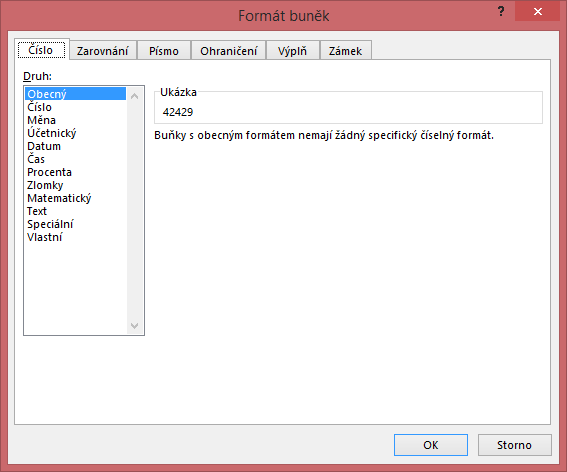 Formát buněk
?
Číslo Zarovnání Písmo Ohraničení Výplň Zámek
Druh:
Obecný
Číslo
Měna
Účetnický
Datum
Čas
Procenta
Zlomky
Matematický
Text
Speciální
Vlastní
Ukázka
42429
Buňky s obecným formátem nemají žádný specifický číselný formát.
OK Storno